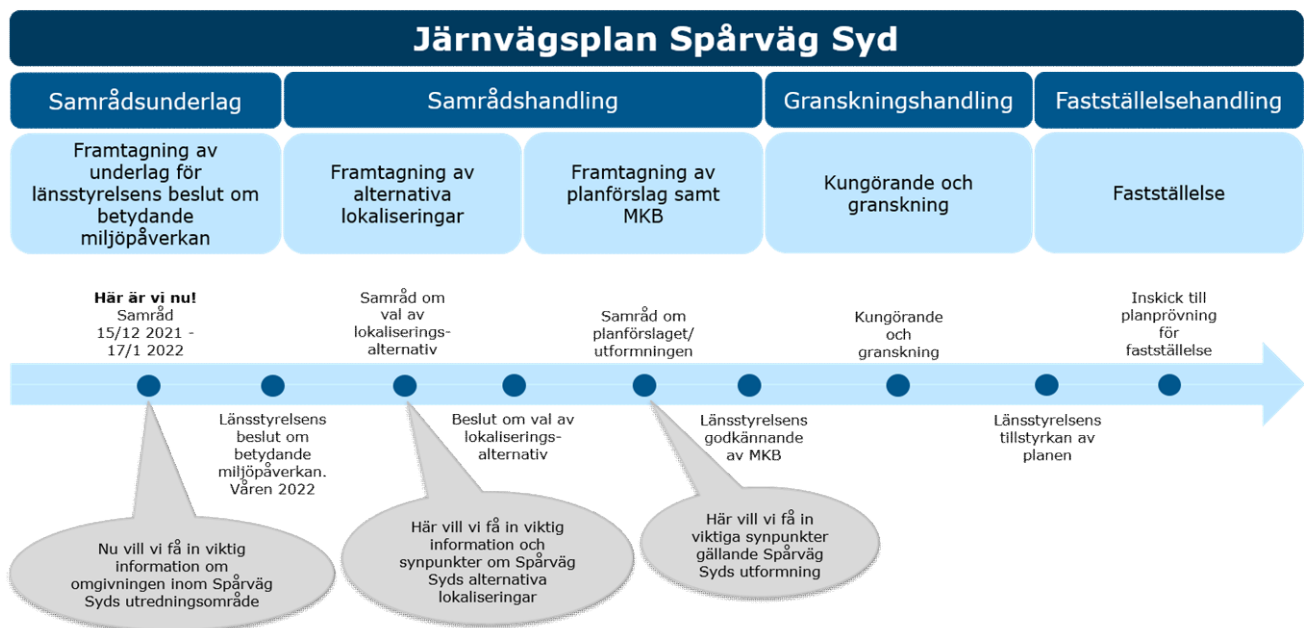 Järnvägsplan Spårväg Syd
Samrådsunderlag
Samrådshandling
Granskningshandling
Fastställelsehandling
Framtagning av
underlag för
länsstyrelsens beslut om
betydande
miljöpåverkan
Framtagning av
alternativa
lokaliseringar
Framtagning av
planförslag samt
MKB
Kungörande och
granskning
Fastställelse
Här är vi nu!
Samråd
15/12 2021 -
17/1 2022
Samråd om
val av
lokaliserings-
alternativ
Samråd om
planförslaget/
utformningen
Kungörande
och
granskning
Inskick till
planprövning
för
fastställelse
Länsstyrelsens
beslut om
betydande
miljöpåverkan.
Våren 2022
Beslut om val av
lokaliserings-
alternativ
Länsstyrelsens
godkännande
av MKB
Länsstyrelsens
tillstyrkan av
planen
Nu vill vi få in viktig
information om
omgivningen inom Spårväg
Syds utredningsområde
Här vill vi få in viktig
information och
synpunkter om Spårväg
Syds alternativa
lokaliseringar
Här vill vi få in
viktiga synpunkter
gällande Spårväg
Syds utformning